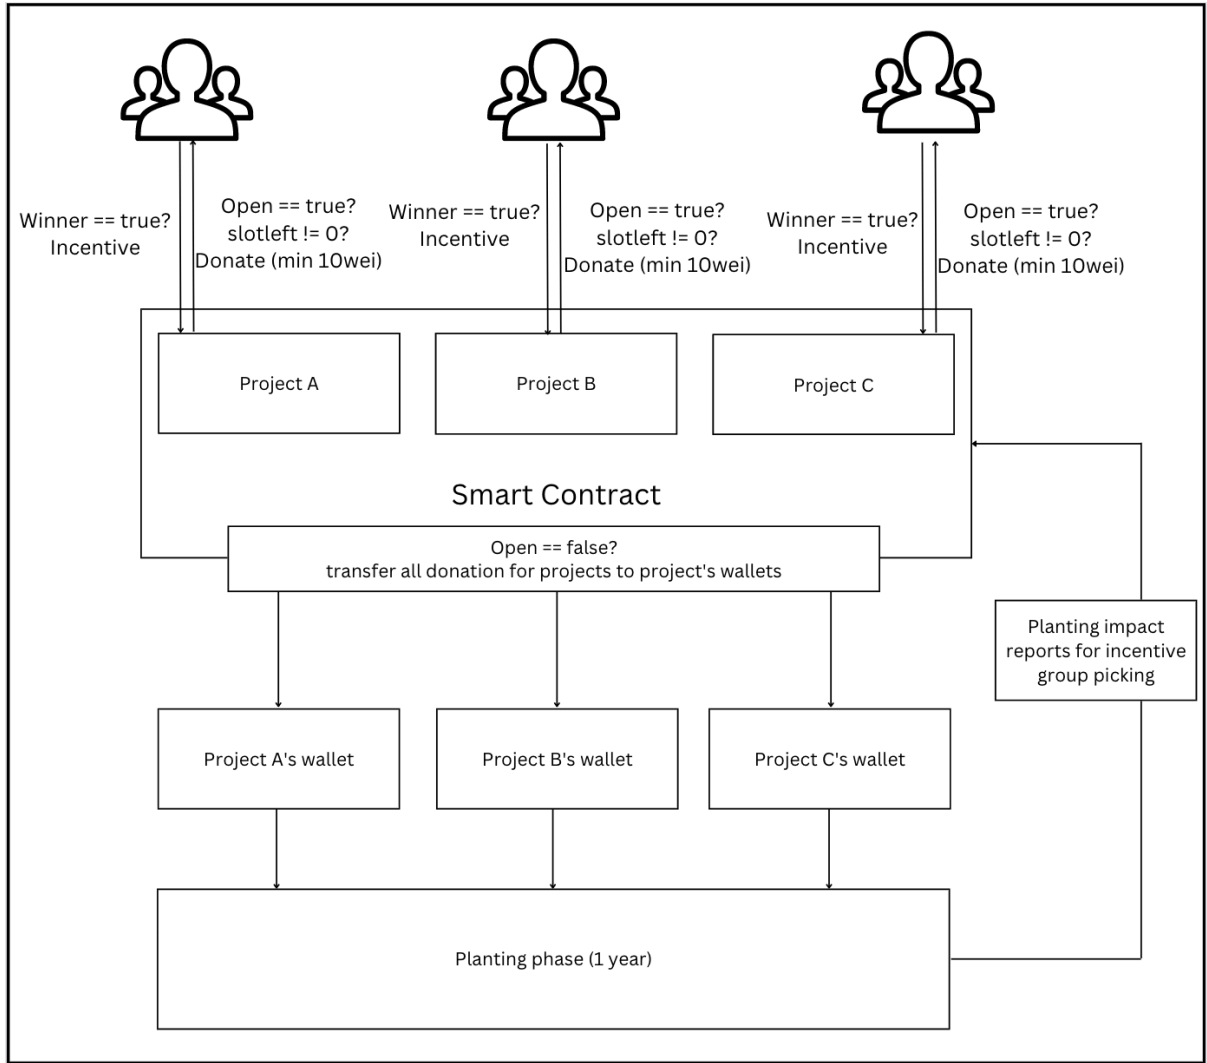 Winner == true?
Incentive
Open == true?
slotleft != 0?
Donate (min 10wei)
Winner == true?
Incentive
Open == true?
slotleft != 0?
Donate (min 10wei)
Winner == true?
Incentive
Open == true?
slotleft != 0?
Donate (min 10wei)
Project A
Project B
Project C
Smart Contract
Open == false?
transfer all donation for projects to project's wallets
Planting impact
reports for incentive
group picking
Project A's wallet
Project B's wallet
Project C's wallet
Planting phase (1 year)